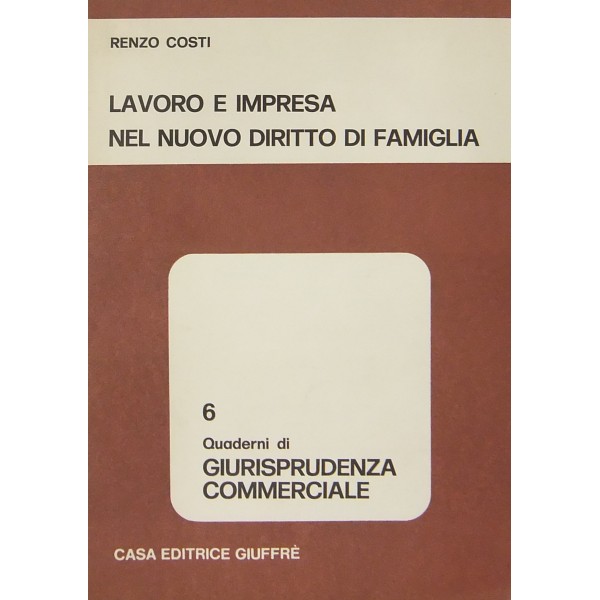 RENZO COSTI
LAVORO E IMPRESA
NEL NUOVO DIRITTO DI FAMIGLIA
6
Quaderni di
GIURISPRUDENZA
COMMERCIALE
CASA EDITRICE GIUFFRÈ